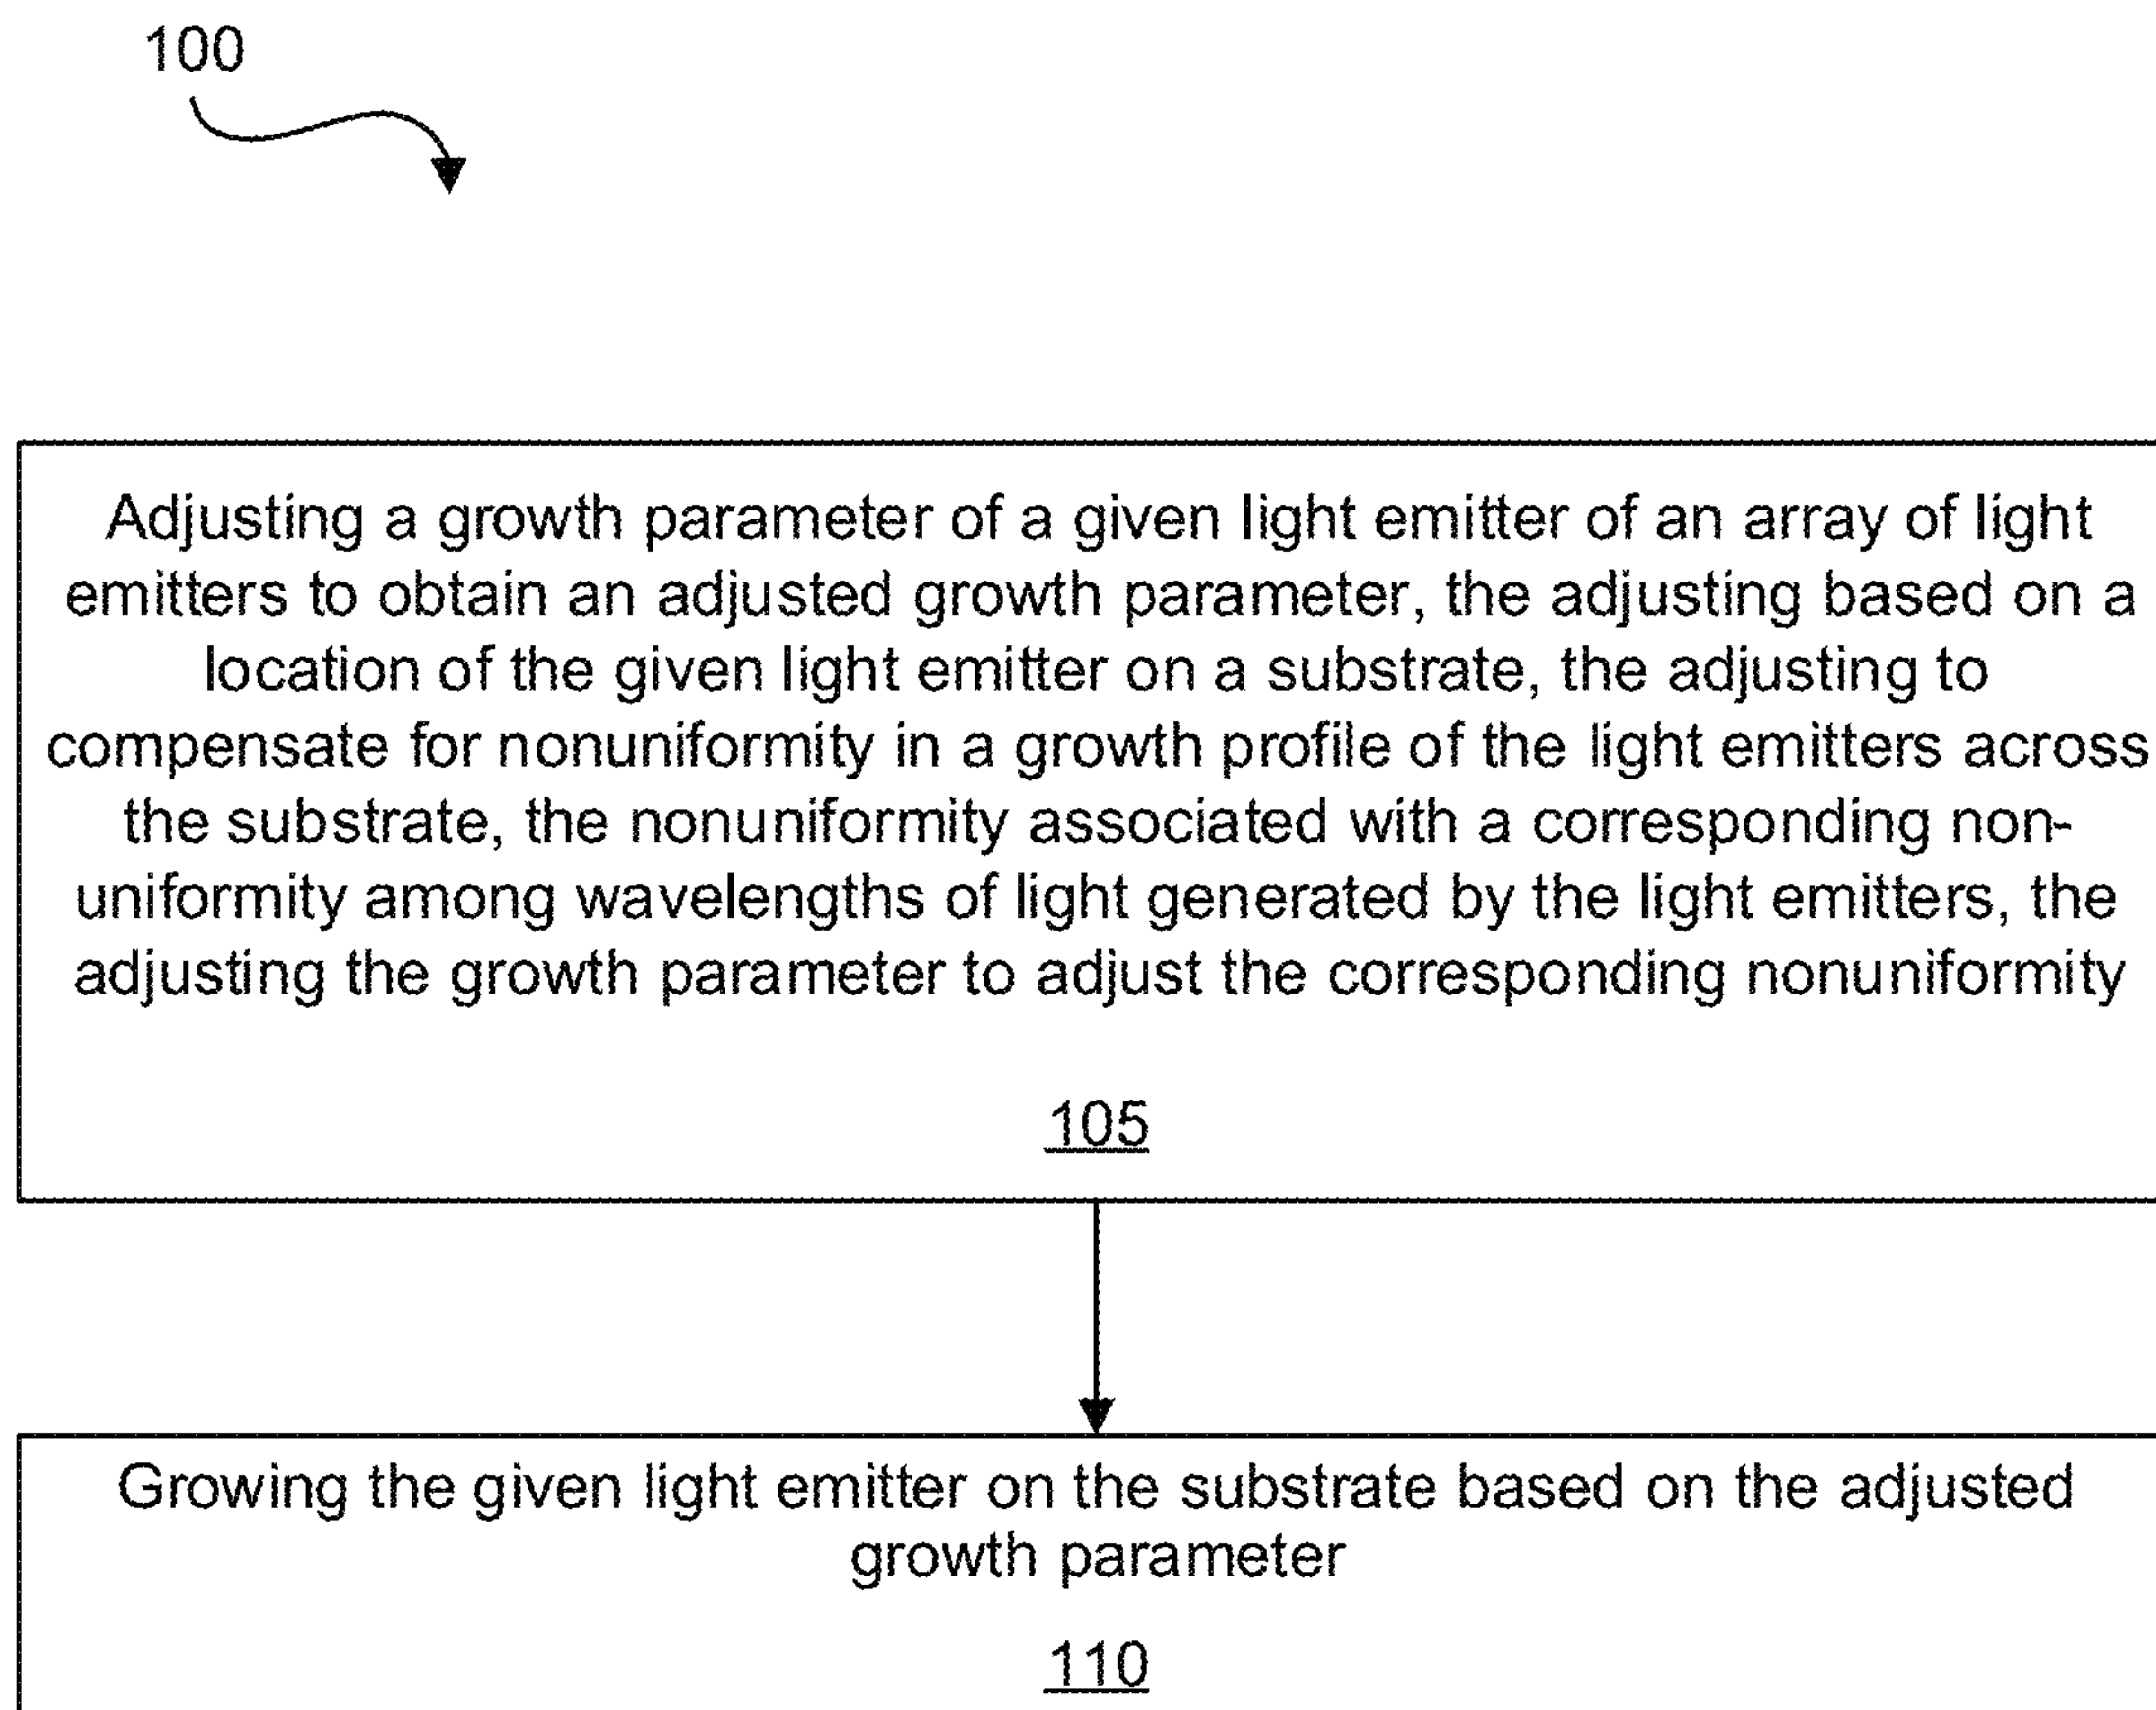 100
Adjusting a growth parameter of a given light emitter of an array of light
emitters to obtain an adjusted growth parameter, the adjusting based on a
location of the given light emitter on a substrate, the adjusting to
compensate for nonuniformity in a growth profile of the light emitters across
the substrate, the nonuniformity associated with a corresponding non-
uniformity among wavelengths of light generated by the light emitters, the
adjusting the growth parameter to adjust the corresponding nonuniformity
105
Growing the given light emitter on the substrate based on the adjusted
growth parameter
110